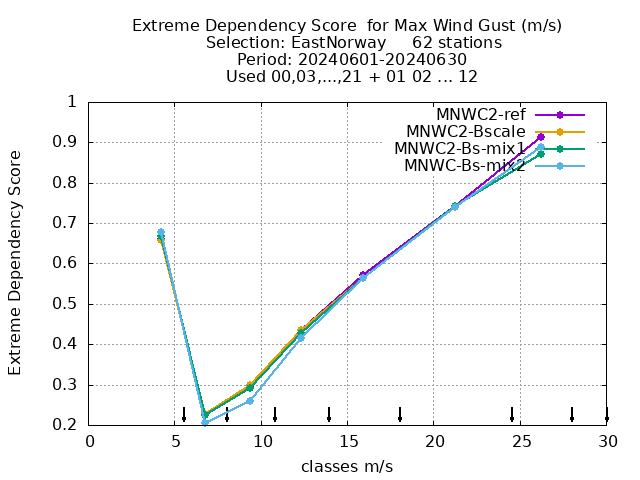 Extreme Dependency Score  for Max Wind Gust (m/s)
Selection: EastNorway     62 stations
Period: 20240601-20240630
Used 00,03,...,21 + 01 02 ... 12
Extreme Dependency Score
1
0.9
0.8
0.7
0.6
0.5
0.4
0.3
0.2
MNWC2-ref
MNWC2-Bscale
MNWC2-Bs-mix1
MNWC-Bs-mix2
0 5 10 15 20 25 30
classes m/s